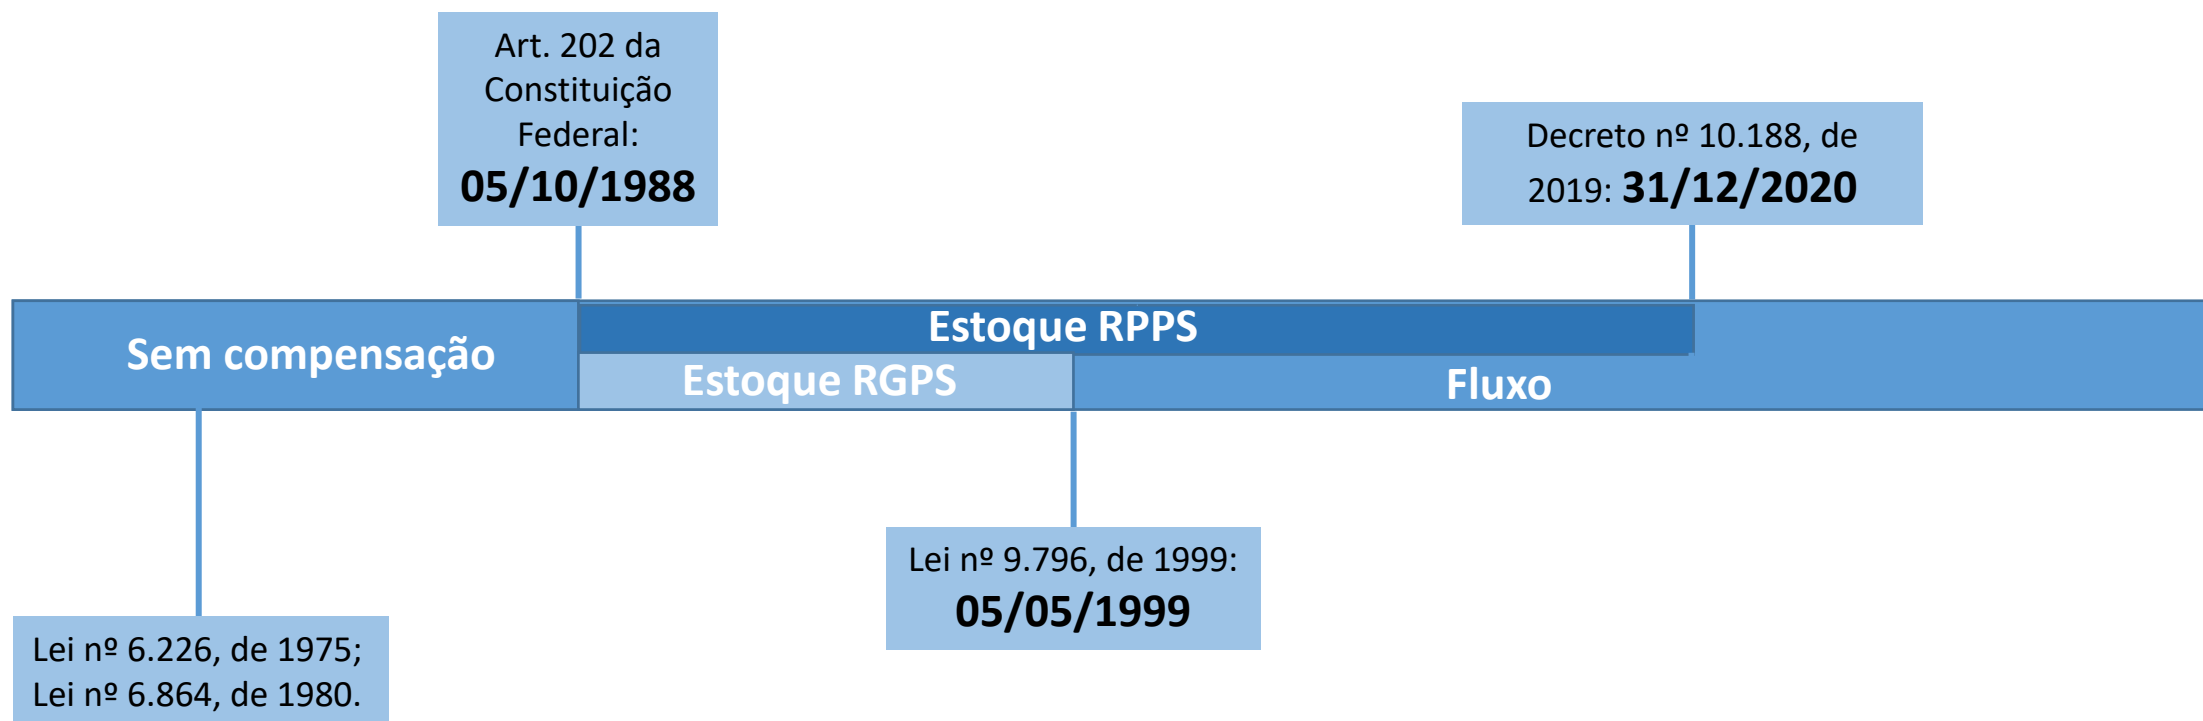 Art. 202 da
Constituição
Federal:
05/10/1988
Decreto nº 10.188, de
2019: 31/12/2020
Sem compensação
Estoque RPPS
Estoque RGPS
Fluxo
Lei nº 9.796, de 1999:
05/05/1999
Lei nº 6.226, de 1975;
Lei nº 6.864, de 1980.